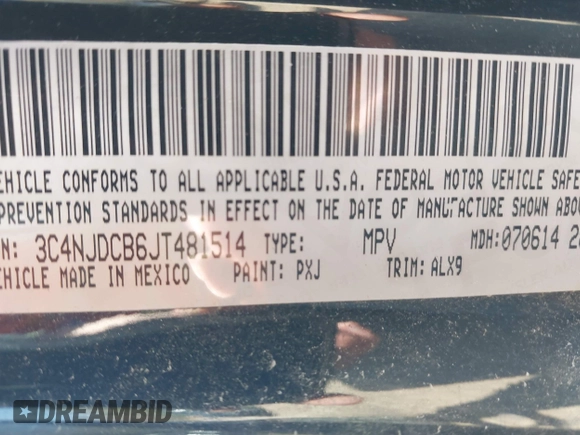 EHICLE CONFORMS TO ALL APPLICABLE U.S.A. FEDERAL MOTOR VEHICLE SAFE
PREVENTION STANDARDS IN EFFECT ON THE DATE OF MANUFACTURE SHOWN ABO
N: 3C4NJDCB6JT481514 TYPE: MPV MDH:070614 2
EHICLE MADE IN MEXICO PAINT: PXJ TRIM: ALX9
DREAMBID